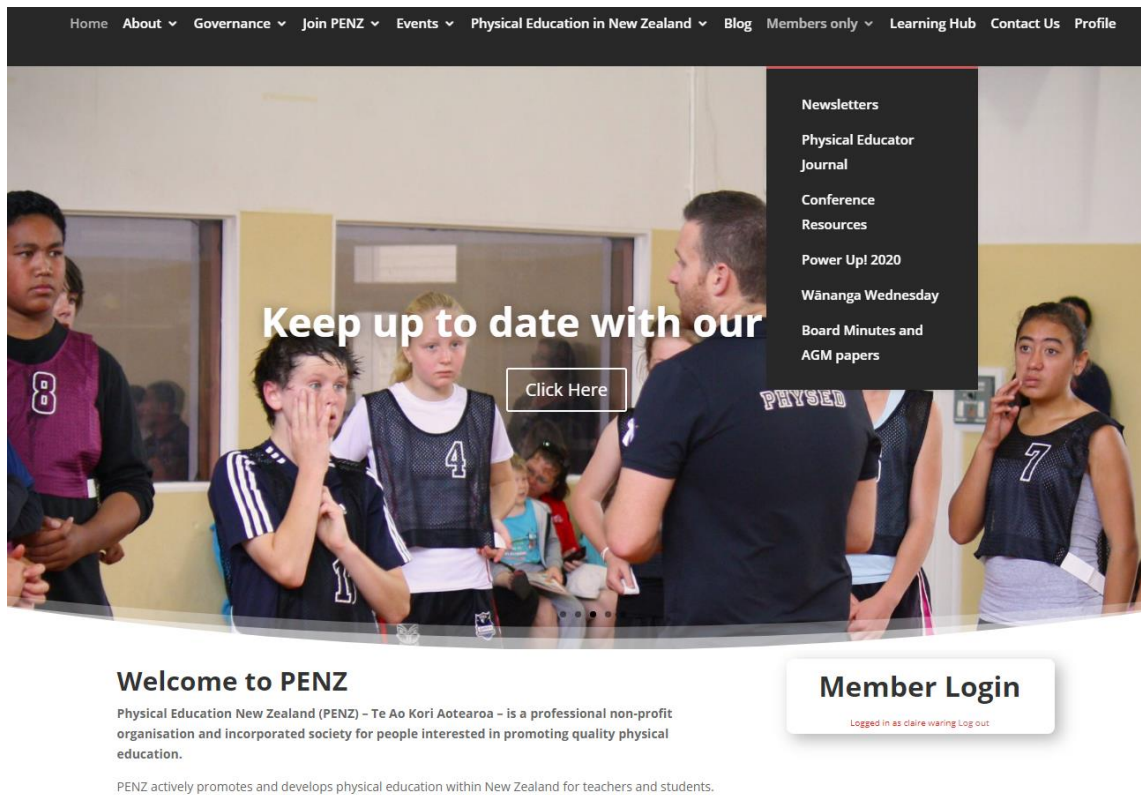 Home About Governance Join PENZ Events Physical Education in New Zealand Blog Members only Learning Hub Contact Us Profile
Newsletters
Physical Educator
Journal
Conference
Resources
Power Up! 2020
Wānanga Wednesday
Board Minutes and
AGM papers
Keep up to date with our
Click Here
PHYSED
8
4
7
1
Welcome to PENZ
Physical Education New Zealand (PENZ) – Te Ao Kori Aotearoa – is a professional non-profit
organisation and incorporated society for people interested in promoting quality physical
education.
PENZ actively promotes and develops physical education within New Zealand for teachers and students.
Member Login
Logged in as claire waring Log out